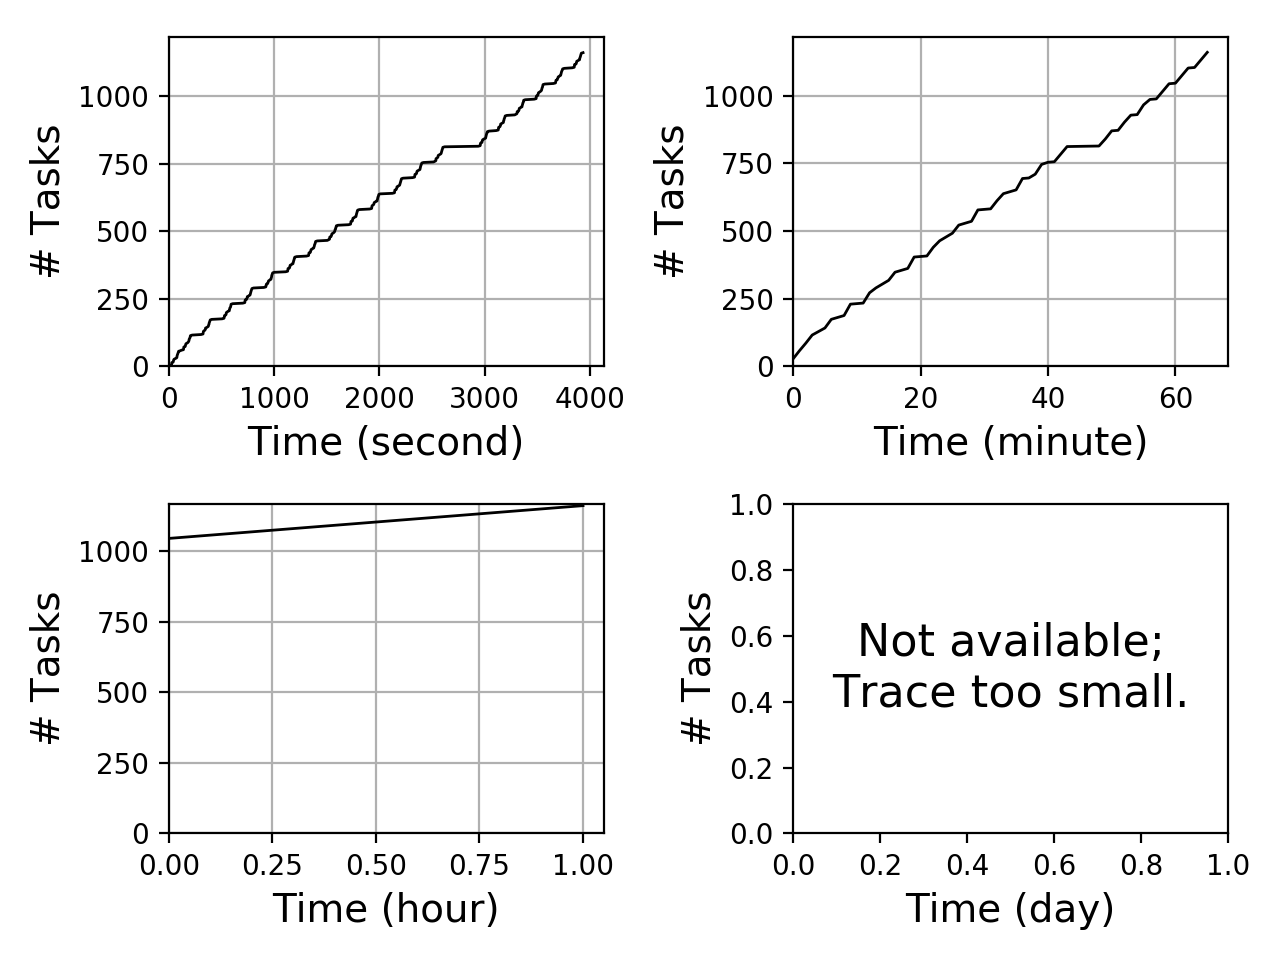 1000
750
500
250
0
# Tasks
0 1000 2000 3000 4000
Time (second)
1000
750
500
250
0
# Tasks
0 20 40 60
Time (minute)
1000
750
500
250
0
# Tasks
0.00 0.25 0.50 0.75 1.00
Time (hour)
1.0
0.8
0.6
0.4
0.2
0.0
# Tasks
Not available;
Trace too small.
0.0 0.2 0.4 0.6 0.8 1.0
Time (day)